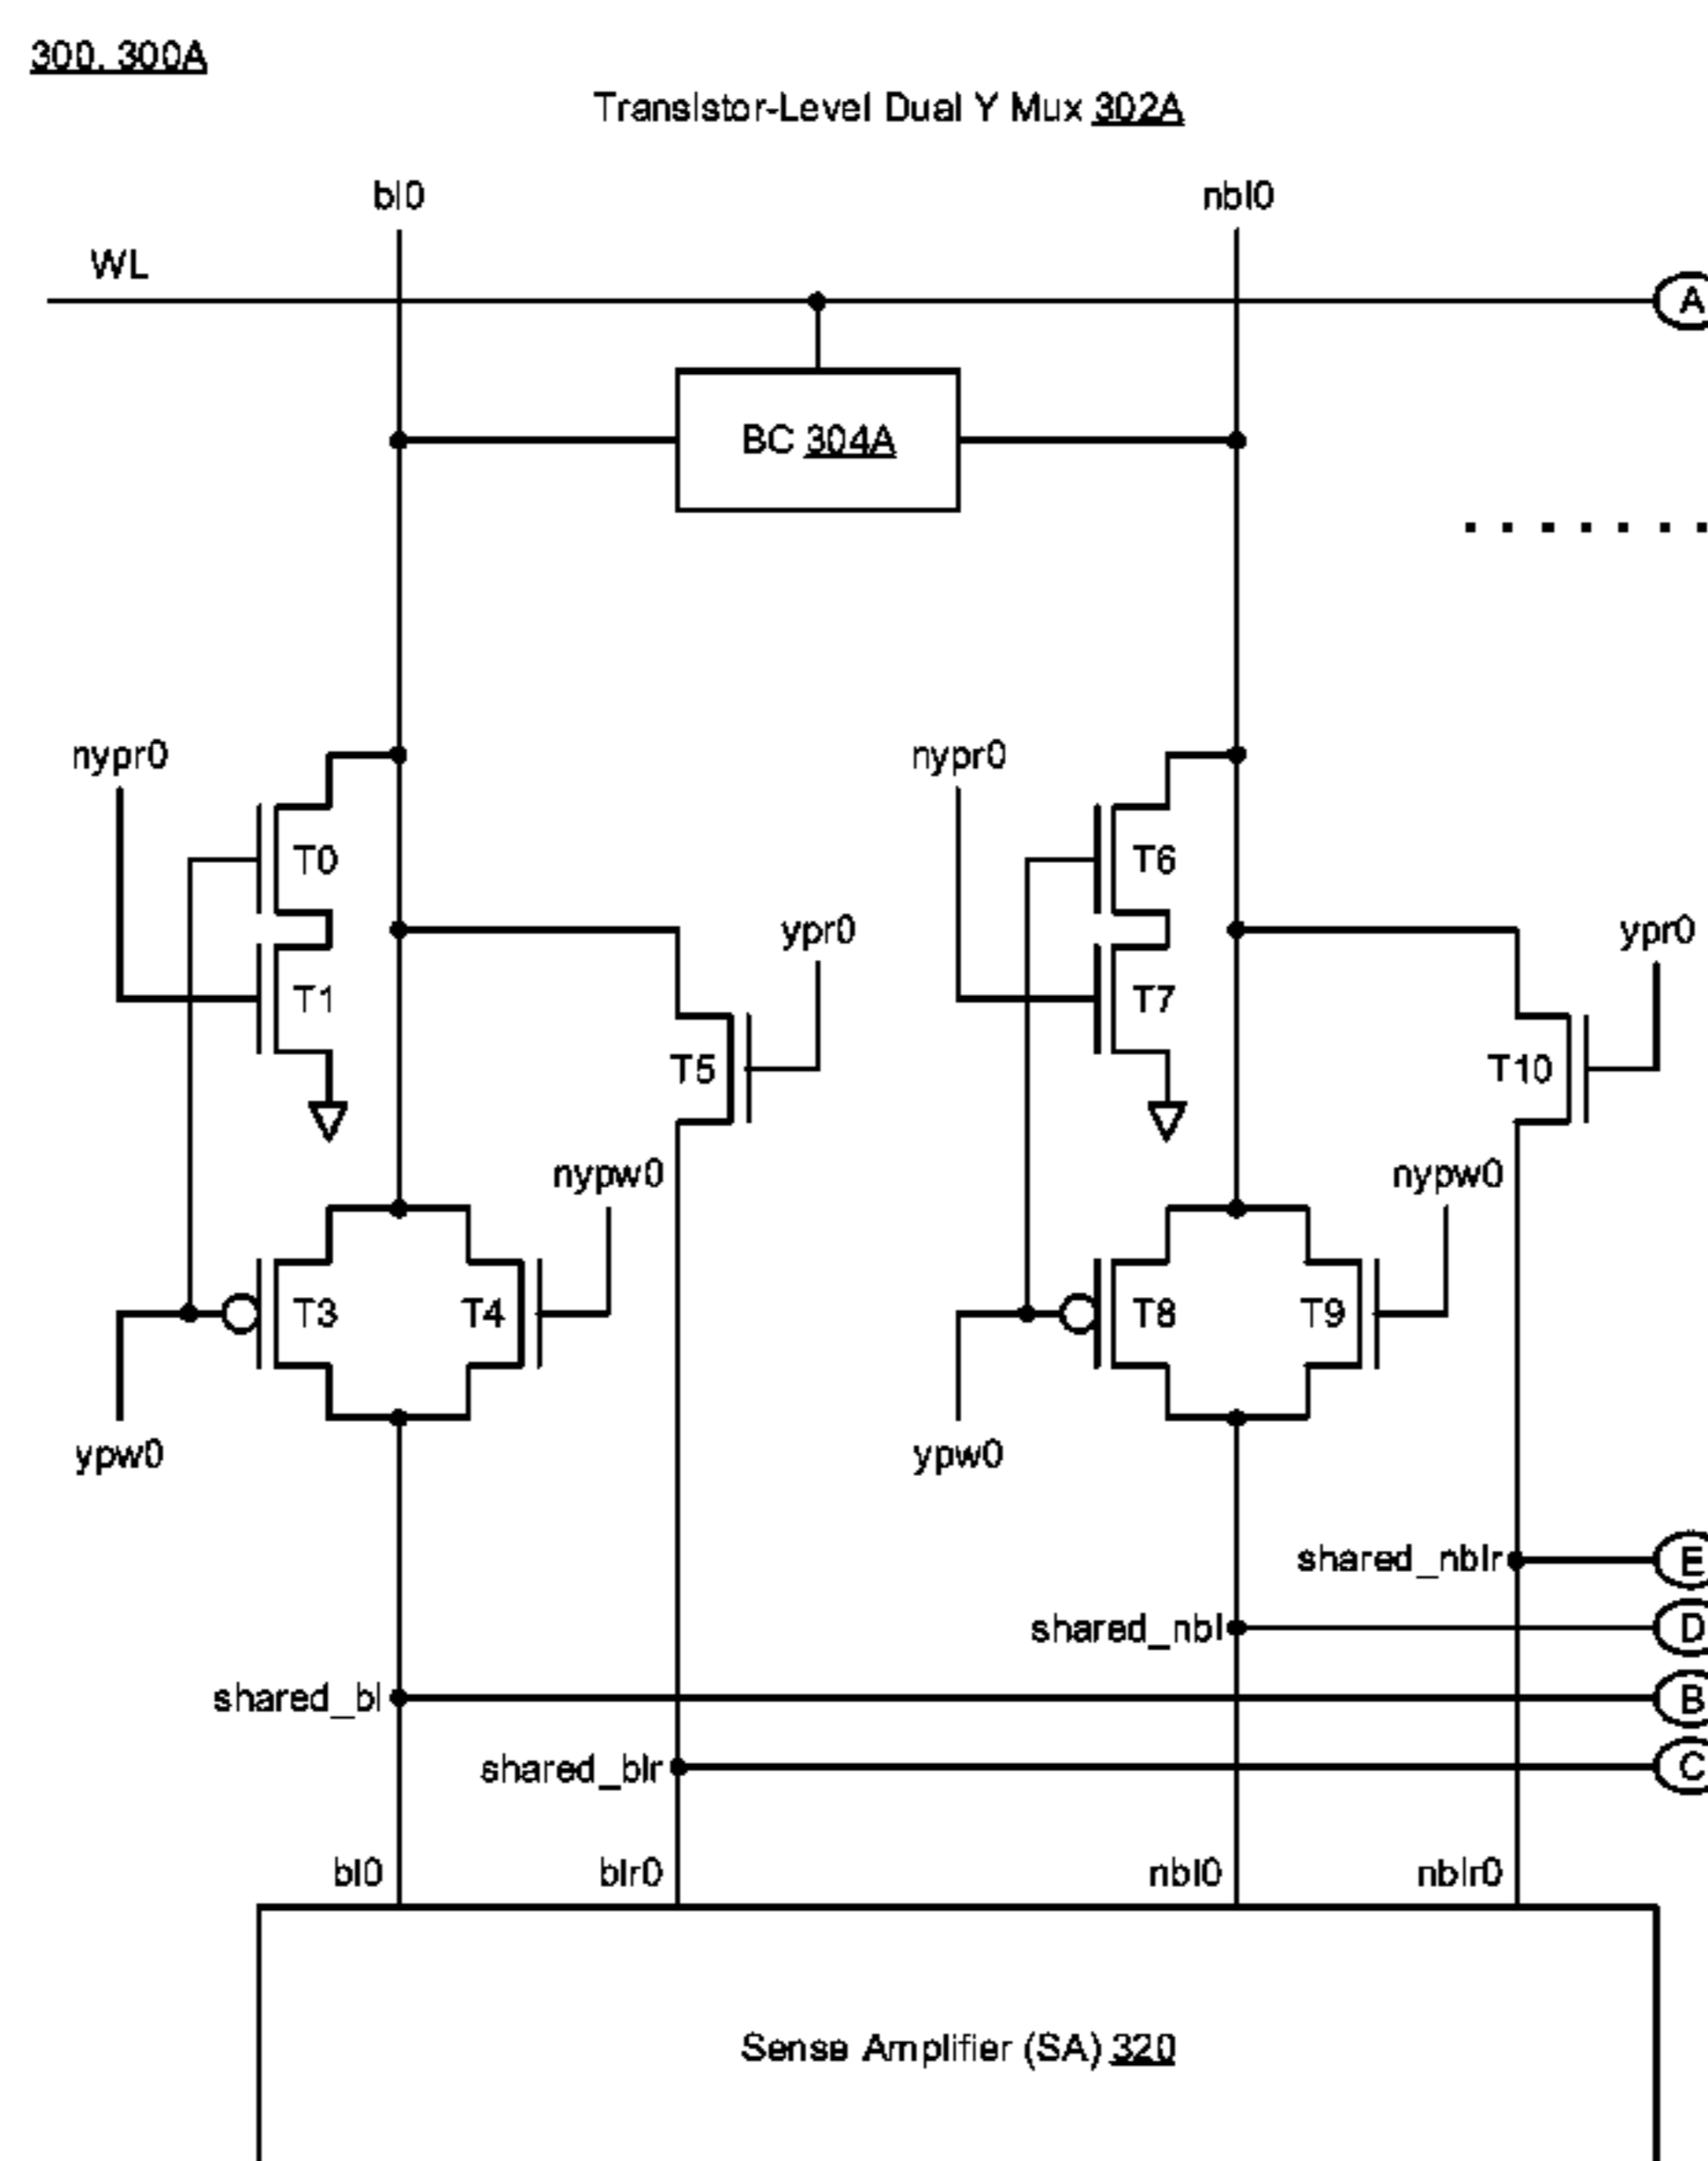 300, 300A
Transistor-Level Dual Y Mux 302A
bl0
nbl0
WL
A
BC 304A
nypr0
nypr0
T0
T6
ypr0
ypr0
T1
T7
T5
T10
nypw0
nypw0
T3
T4
T8
T9
ypw0
ypw0
shared_nblr
E
shared_nbl
D
shared_bl
B
shared_blr
C
bl0
blr0
nbl0
nblr0
Sense Amplifier (SA) 320